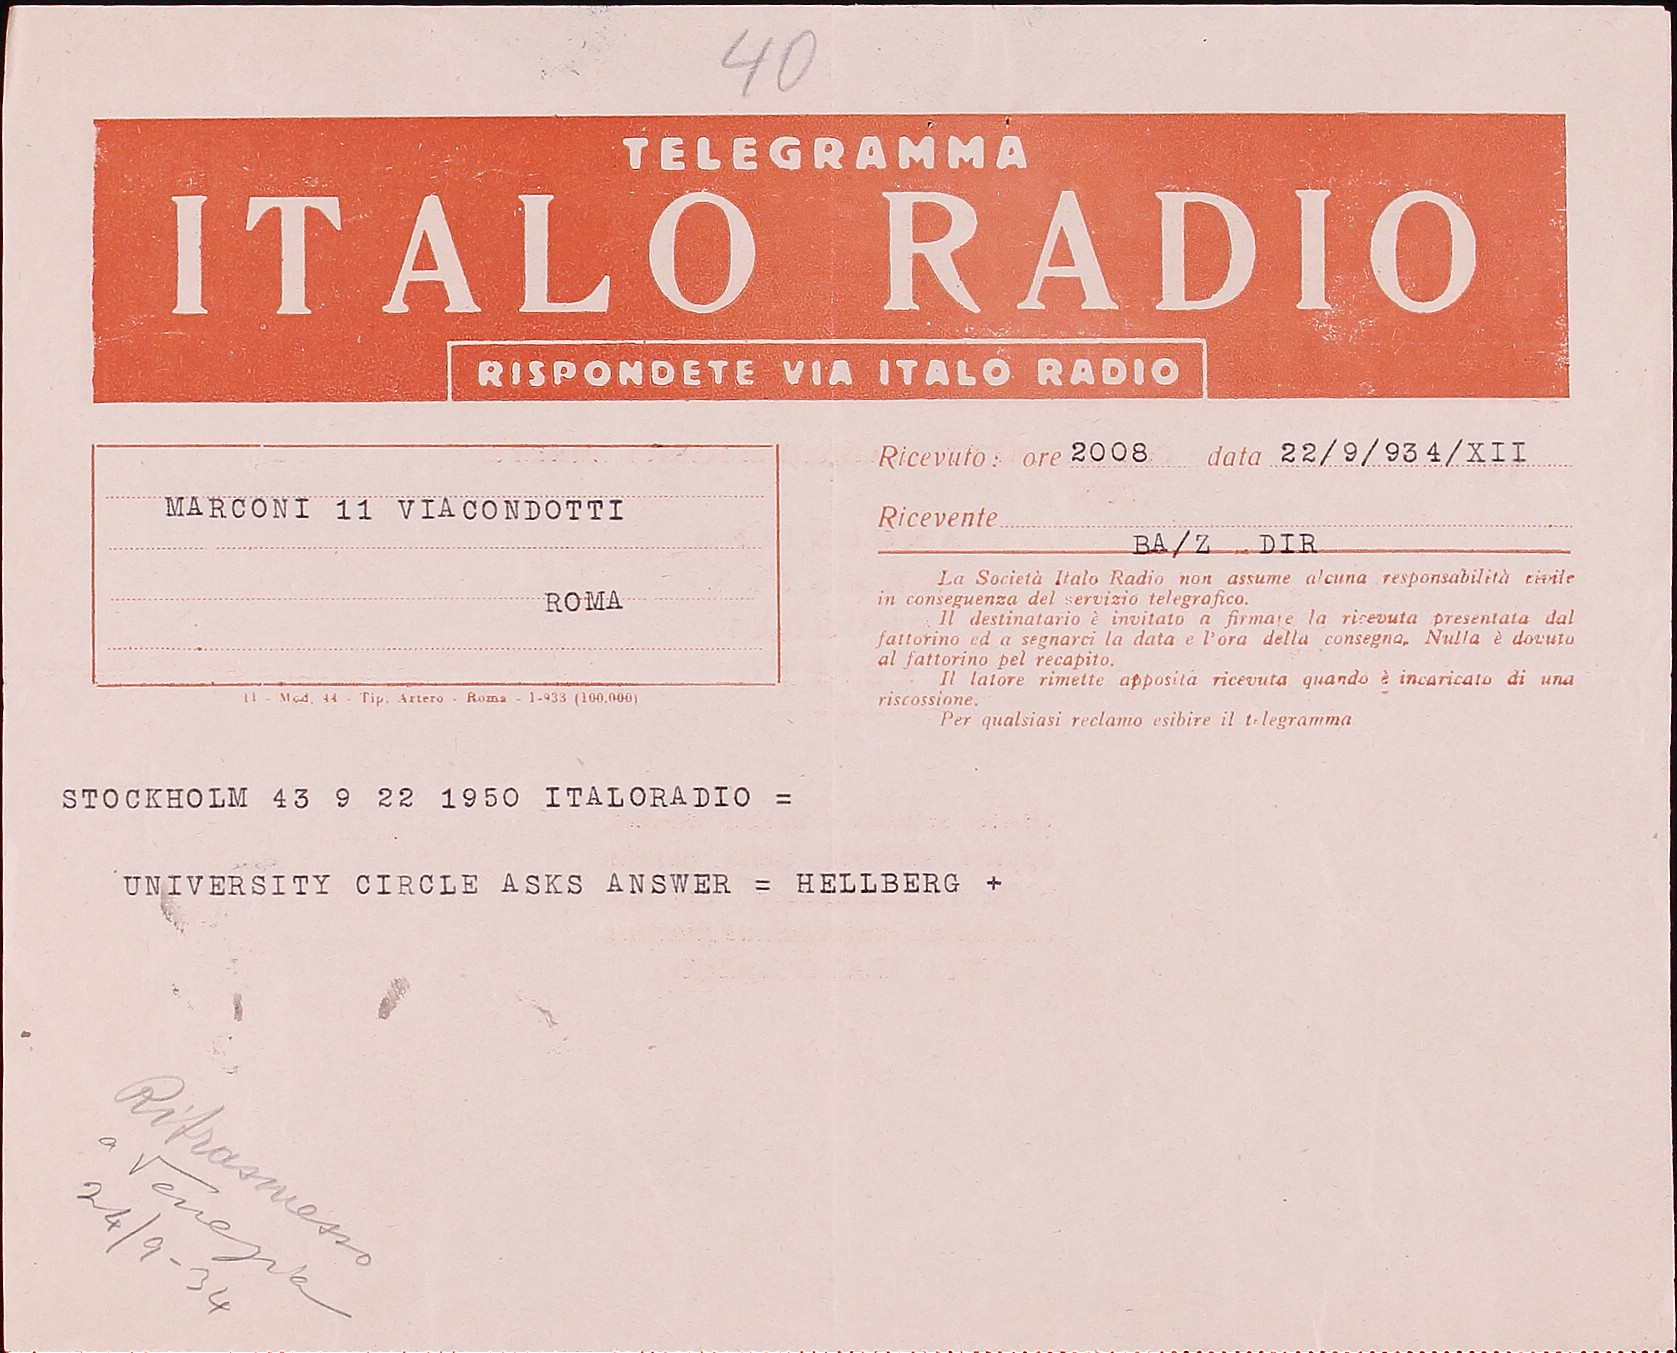 40
TELEGRAMMA
ITALO RADIO
RISPONDETE VIA ITALO RADIO
MARCONI 11 VIACONDOTTI
ROMA
11 - Mod. 44 - Tip. Artero - Roma - 1-933 (100.000)
Ricevuto: ore 2008 data 22/9/934/XII
Ricevente
BA/Z DIR
La Società Italo Radio non assume alcuna responsabilità civile
in conseguenza del servizio telegrafico.
Il destinatario è invitato a firmare la ricevuta presentata dal
fattorino ed a segnarci la data e l'ora della consegna. Nulla è dovuto
al fattorino pel recapito.
Il latore rimette apposita ricevuta quando è incaricato di una
riscossione.
Per qualsiasi reclamo esibire il telegramma
STOCKHOLM 43 9 22 1950 ITALORADIO =
UNIVERSITY CIRCLE ASKS ANSWER = HELLBERG +
Ritrasmesso
a Venezia
24/9-34